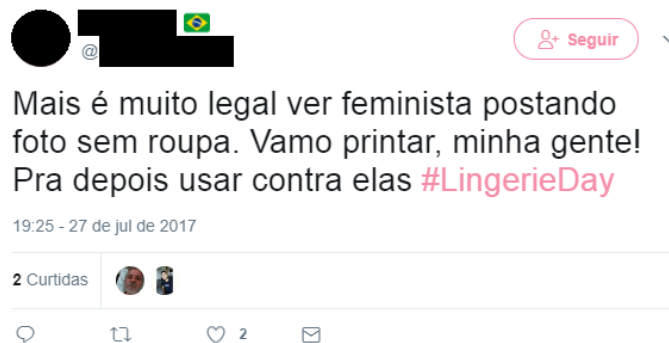 @
Seguir
Mais é muito legal ver feminista postando
foto sem roupa. Vamo printar, minha gente!
Pra depois usar contra elas #LingerieDay
19:25 - 27 de jul de 2017
2 Curtidas
2